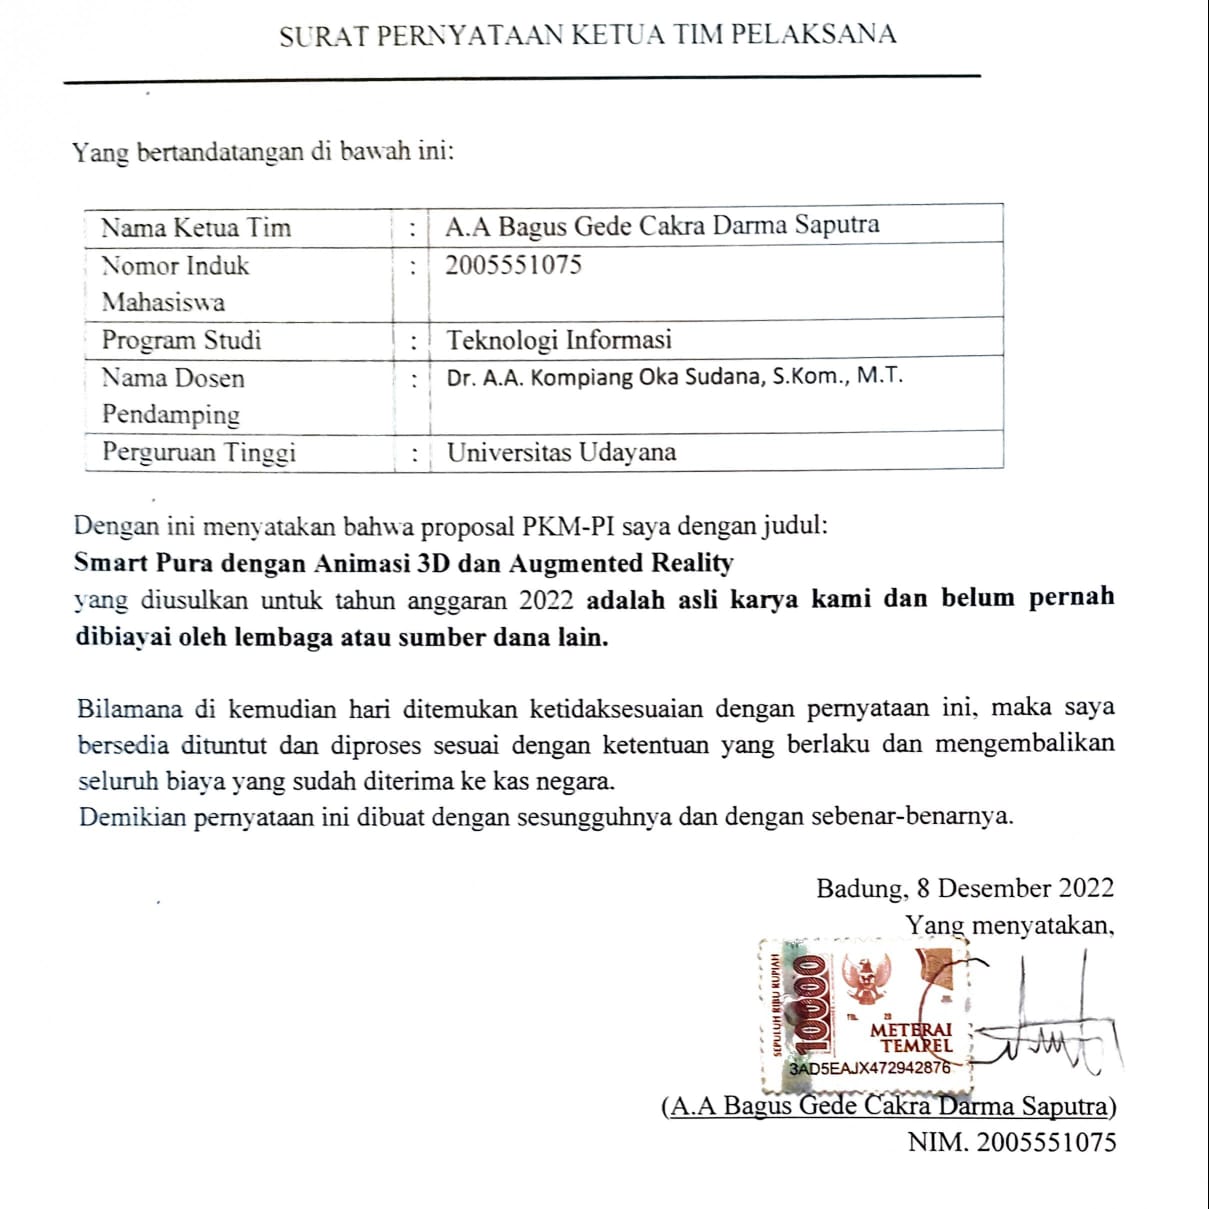 SURAT PERNYATAAN KETUA TIM PELAKSANA
Yang bertandatangan di bawah ini:
Nama Ketua Tim : A.A Bagus Gede Cakra Darma Saputra
Nomor Induk : 2005551075
Mahasiswa
Program Studi : Teknologi Informasi
Nama Dosen : Dr. A.A. Kompiang Oka Sudana, S.Kom., M.T.
Pendamping
Perguruan Tinggi : Universitas Udayana
Dengan ini menyatakan bahwa proposal PKM-PI saya dengan judul:
Smart Pura dengan Animasi 3D dan Augmented Reality
yang diusulkan untuk tahun anggaran 2022 adalah asli karya kami dan belum pernah
dibiayai oleh lembaga atau sumber dana lain.
Bilamana di kemudian hari ditemukan ketidaksesuaian dengan pernyataan ini, maka saya
bersedia dituntut dan diproses sesuai dengan ketentuan yang berlaku dan mengembalikan
seluruh biaya yang sudah diterima ke kas negara.
Demikian pernyataan ini dibuat dengan sesungguhnya dan dengan sebenar-benarnya.
Badung, 8 Desember 2022
Yang menyatakan,
SEPULUH RIBU RUPIAH
10000
METERAI
TEMPEL
3AD5EAJX472942876
(A.A Bagus Gede Cakra Darma Saputra)
NIM. 2005551075